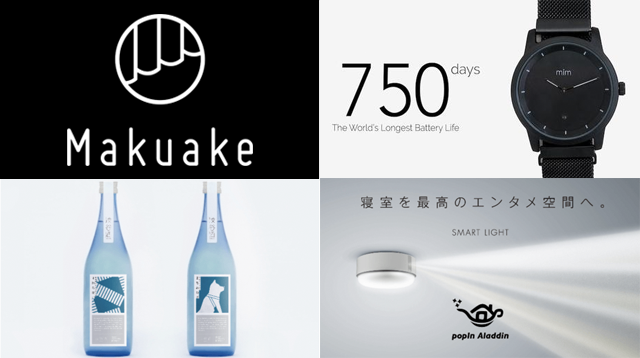 Makuake
750 days
The World's Longest Battery Life
mim
寝室を最高のエンタメ空間へ。
SMART LIGHT
popIn Aladdin